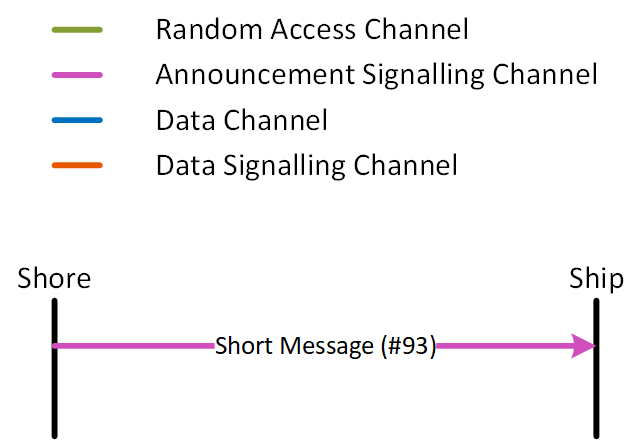 Random Access Channel
Announcement Signalling Channel
Data Channel
Data Signalling Channel
Shore
Ship
Short Message (#93)